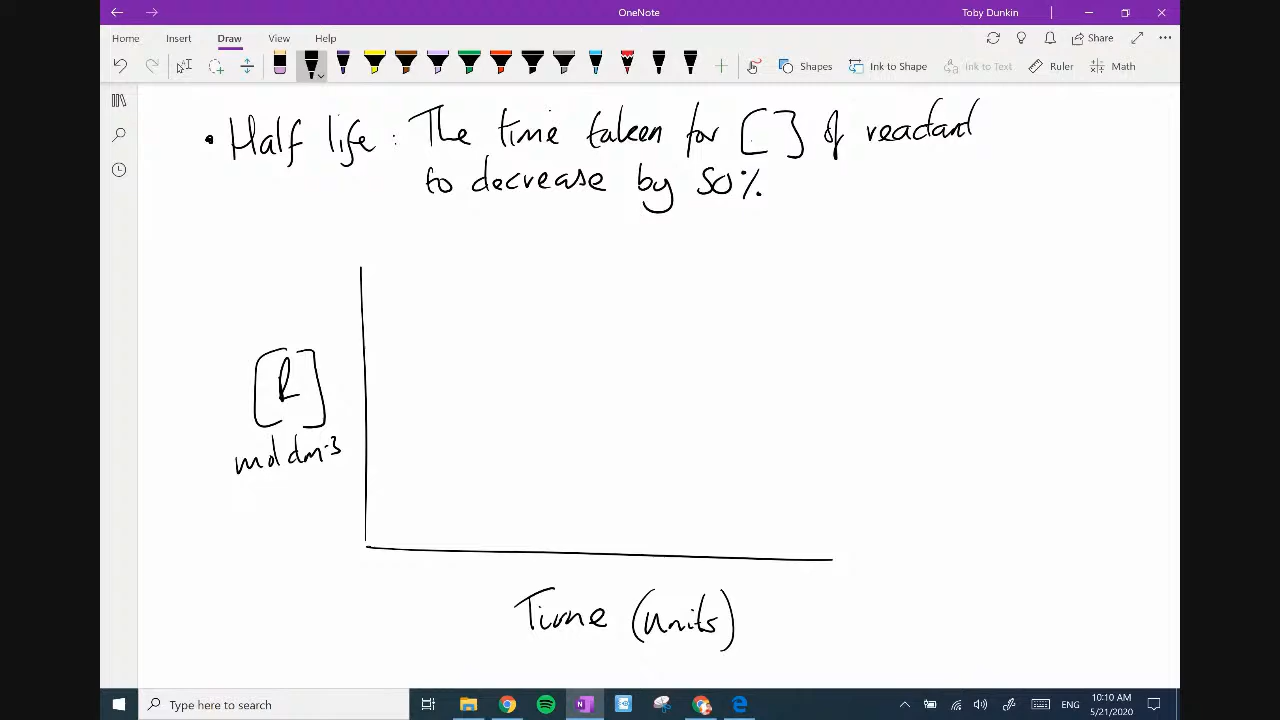 OneNote
Toby Dunkin
Home Insert Draw View Help
Share
Shapes Ink to Shape Ink to Text Ruler Math
• Half life : The time taken for [ ] of reactant
to decrease by 50%
[R]
mol dm-3
Time (units)
Type here to search
ENG
10:10 AM
5/21/2020